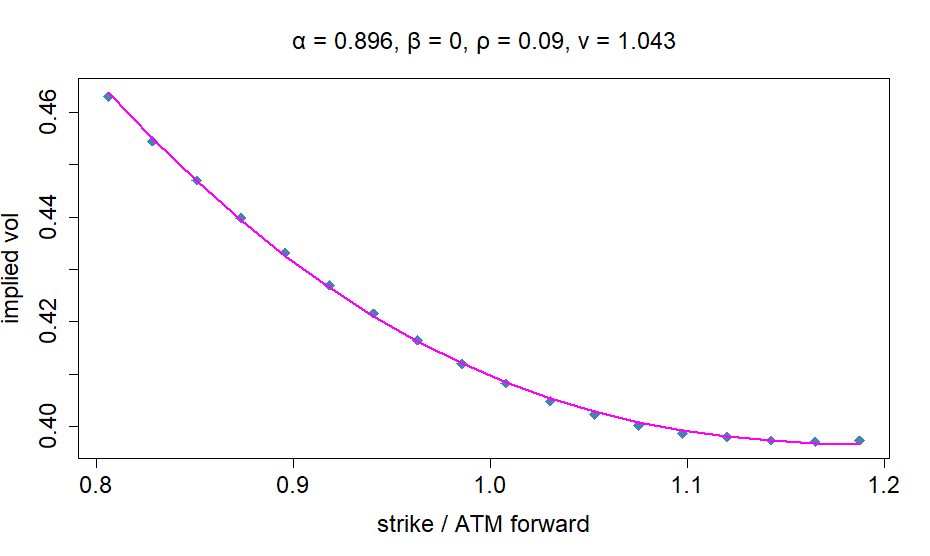 α = 0.896, β = 0, ρ = 0.09, ν = 1.043
implied vol
0.46
0.44
0.42
0.40
0.8 0.9 1.0 1.1 1.2
strike / ATM forward